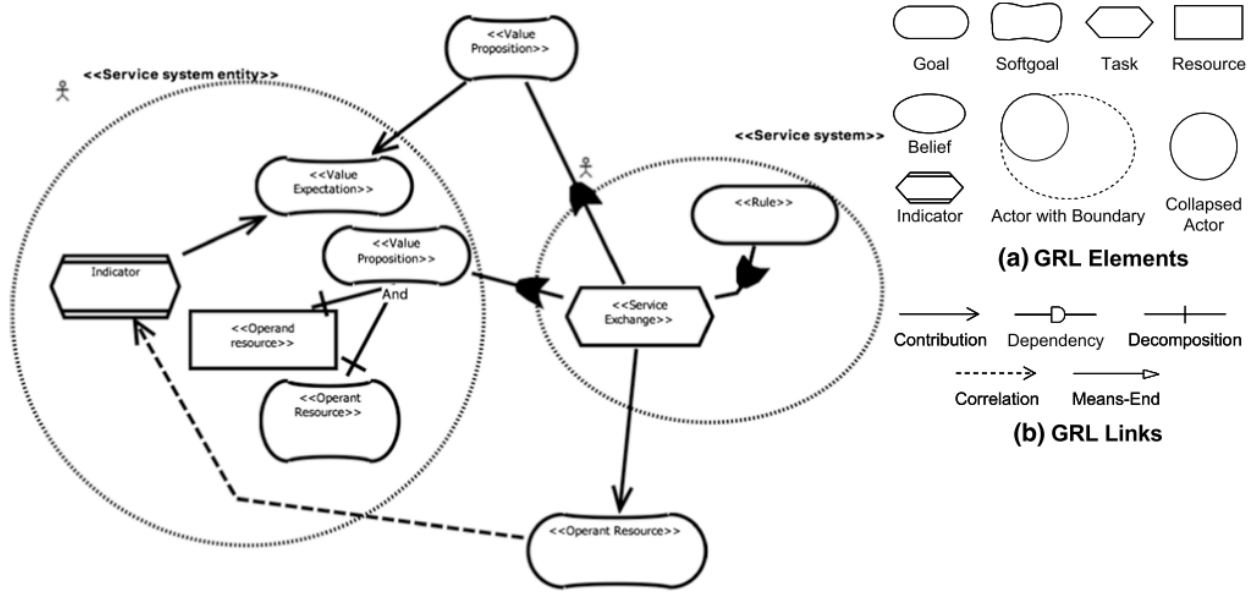 <<Value
Proposition>>
<<Service system entity>>
<<Service system>>
<<Value
Expectation>>
<<Rule>>
<<Value
Proposition>>
And
Indicator
<<Operand
resource>>
<<Service
Exchange>>
<<Operant
Resource>>
<<Operant Resource>>
Goal
Softgoal
Task
Resource
Belief
Indicator
Actor with Boundary
Collapsed
Actor
(a) GRL Elements
Contribution
Dependency
Decomposition
Correlation
Means-End
(b) GRL Links